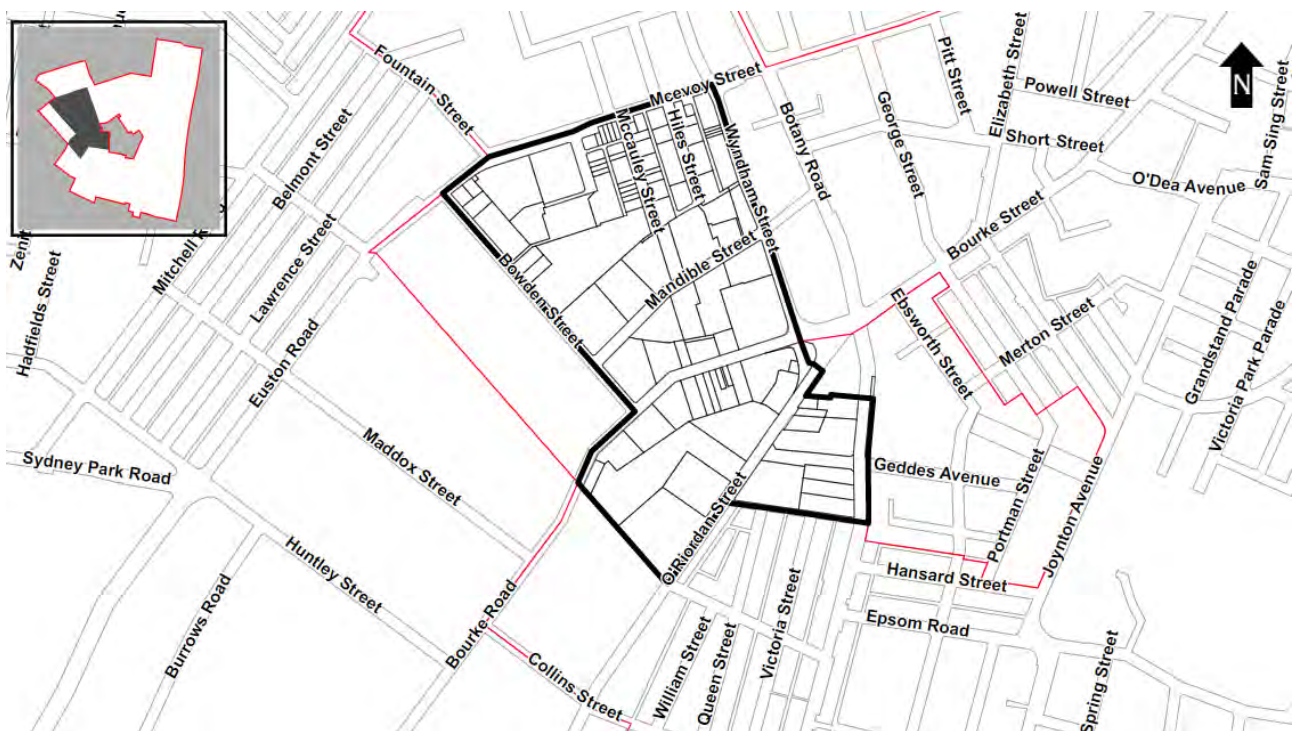 Fountain Street
Mcevoy Street
Pitt Street
Elizabeth Street
Powell Street
Sam Sing Street
N
Belmont Street
Mccauley Street
Hiles Street
Wyndham Street
Botany Road
George Street
Short Street
O'Dea Avenue
Bourke Street
Lawrence Street
Hadfields Street
Euston Road
Bowden Street
Mandible Street
Ebsworth Street
Merton Street
Grandstand Parade
Victoria Park Parade
Sydney Park Road
Maddox Street
O'Riordan Street
Geddes Avenue
Portman Street
Joynton Avenue
Huntley Street
Burrows Road
Bourke Road
Collins Street
William Street
Queen Street
Victoria Street
Hansard Street
Epsom Road
Spring Street
Zenit
Mitchell